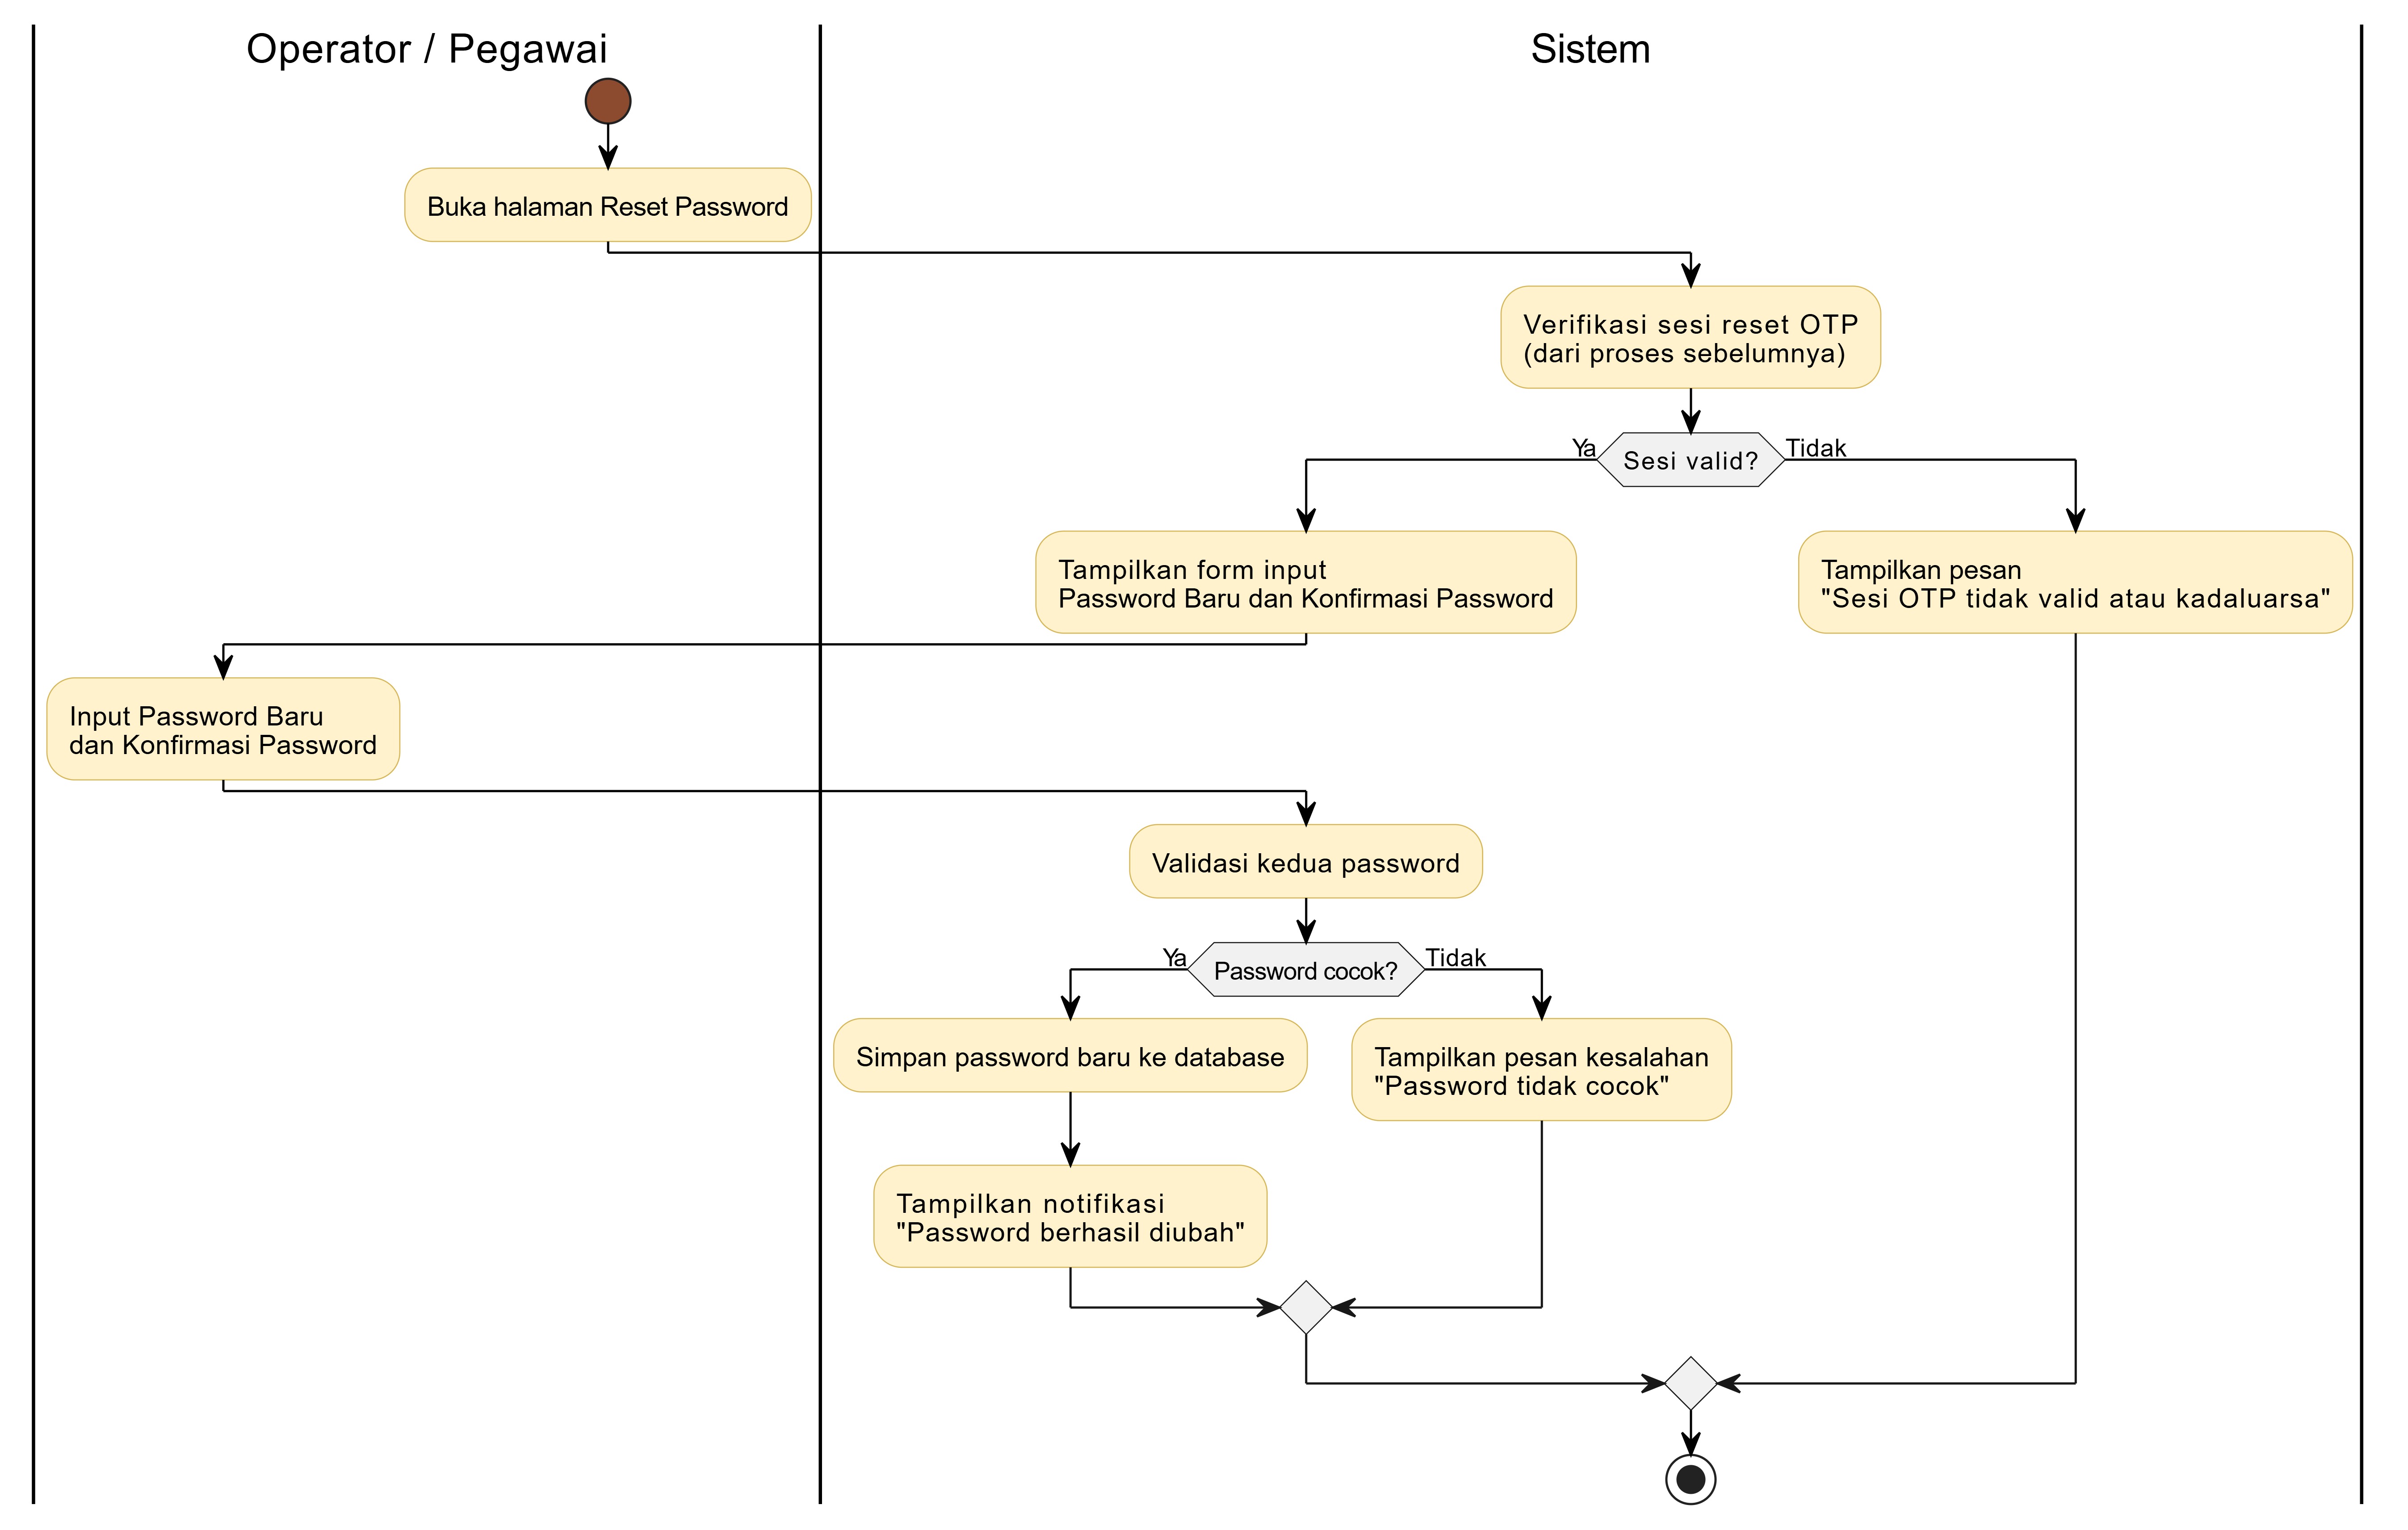 Operator / Pegawai
Sistem
Buka halaman Reset Password
Verifikasi sesi reset OTP
(dari proses sebelumnya)
Ya
Sesi valid?
Tidak
Tampilkan form input
Password Baru dan Konfirmasi Password
Tampilkan pesan
"Sesi OTP tidak valid atau kadaluarsa"
Input Password Baru
dan Konfirmasi Password
Validasi kedua password
Ya
Password cocok?
Tidak
Simpan password baru ke database
Tampilkan pesan kesalahan
"Password tidak cocok"
Tampilkan notifikasi
"Password berhasil diubah"